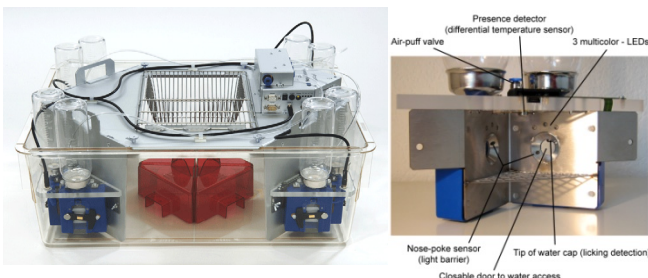 Presence detector
(differential temperature sensor)
Air-puff valve
3 multicolor - LEDs
Nose-poke sensor
(light barrier)
Tip of water cap (licking detection)
Closable door to water access